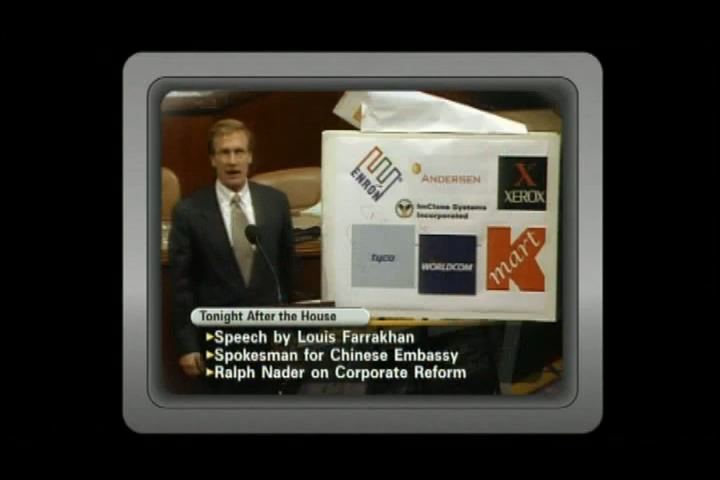 ENRON
ANDERSEN
X
XEROX
ImClone Systems
Incorporated
tyco
WORLDCOM
K
mart
Tonight After the House
Speech by Louis Farrakhan
Spokesman for Chinese Embassy
Ralph Nader on Corporate Reform